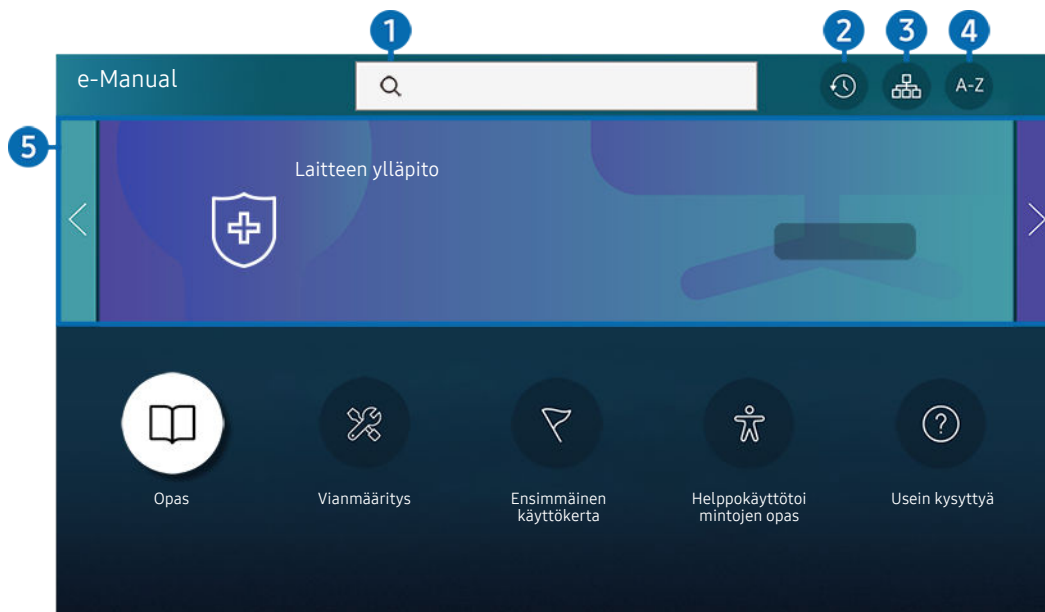 1
2
3
4
e-Manual
A-Z
5
Laitteen ylläpito
?
Opas
Vianmääritys
Ensimmäinen
käyttökerta
Helppokäyttötoi
mintojen opas
Usein kysyttyä